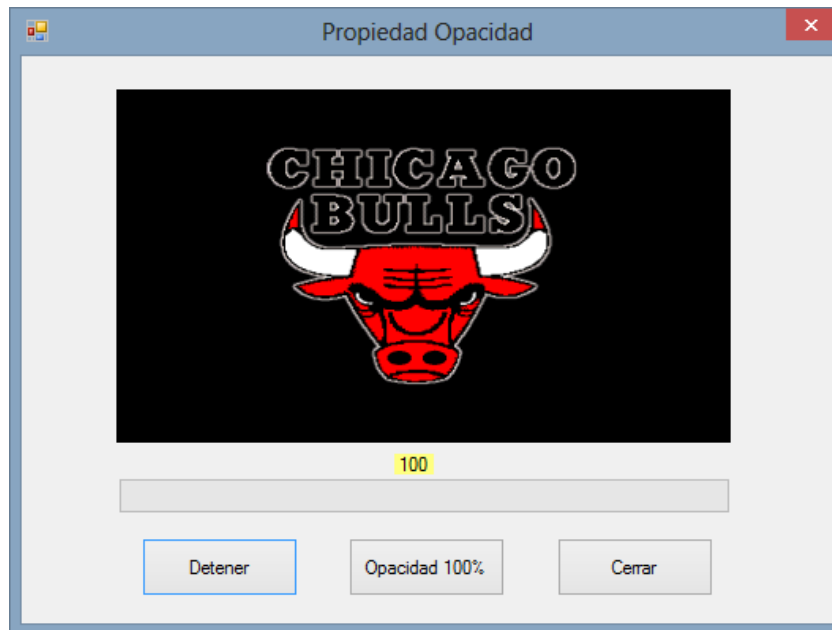 Propiedad Opacidad
CHICAGO
BULLS
100
Detener
Opacidad 100%
Cerrar